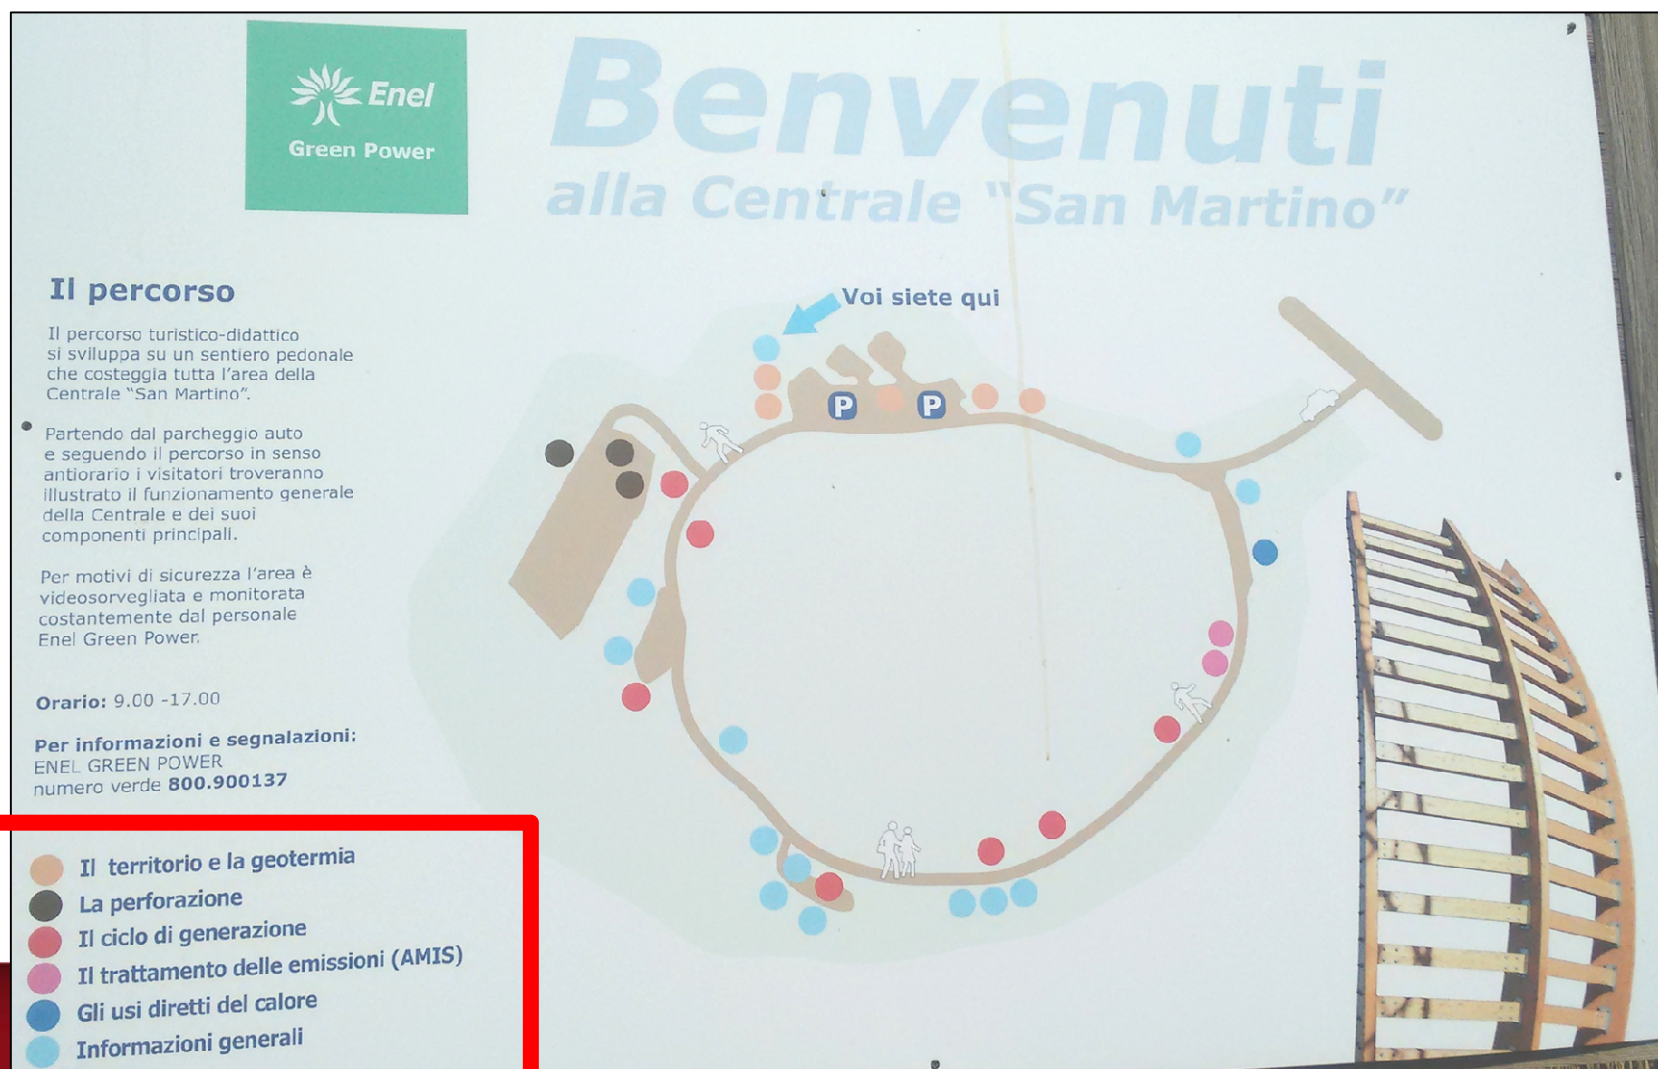 Enel
Green Power
Benvenuti
alla Centrale "San Martino"
Il percorso
Il percorso turistico-didattico
si sviluppa su un sentiero pedonale
che costeggia tutta l'area della
Centrale "San Martino".
Partendo dal parcheggio auto
e seguendo il percorso in senso
antiorario i visitatori troveranno
illustrato il funzionamento generale
della Centrale e dei suoi
componenti principali.
Per motivi di sicurezza l'area è
videosorvegliata e monitorata
costantemente dal personale
Enel Green Power.
Orario: 9.00 -17.00
Per informazioni e segnalazioni:
ENEL GREEN POWER
numero verde 800.900137
Voi siete qui
P
P
Il territorio e la geotermia
La perforazione
Il ciclo di generazione
Il trattamento delle emissioni (AMIS)
Gli usi diretti del calore
Informazioni generali